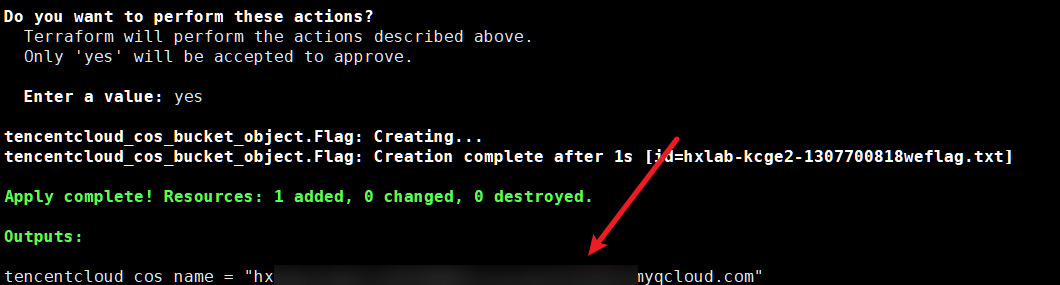 Do you want to perform these actions?
Terraform will perform the actions described above.
Only 'yes' will be accepted to approve.
Enter a value: yes
tencentcloud_cos_bucket_object.Flag: Creating...
tencentcloud_cos_bucket_object.Flag: Creation complete after 1s [id=hxlab-kcge2-1307700818weflag.txt]
Apply complete! Resources: 1 added, 0 changed, 0 destroyed.
Outputs:
tencentcloud_cos_name = "hx myqcloud.com"